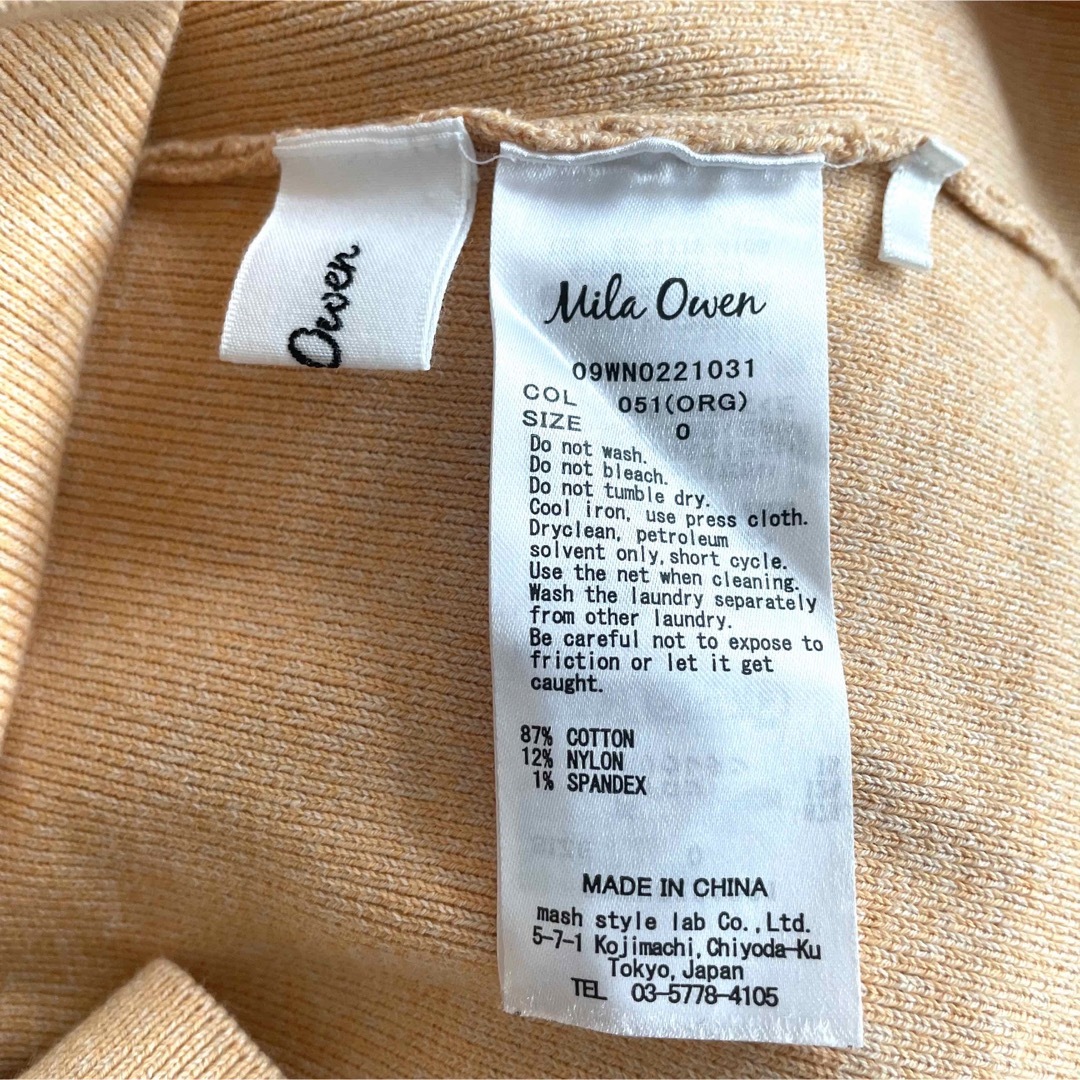 Owen
Mila Owen
09WN0221031
COL 051(ORG)
SIZE 0
Do not wash.
Do not bleach.
Do not tumble dry.
Cool iron, use press cloth.
Dryclean, petroleum
solvent only,short cycle.
Use the net when cleaning.
Wash the laundry separately
from other laundry.
Be careful not to expose to
friction or let it get
caught.
87% COTTON
12% NYLON
1% SPANDEX
MADE IN CHINA
mash style lab Co.,Ltd.
5-7-1 Kojimachi,Chiyoda-Ku
Tokyo,Japan
TEL 03-5778-4105